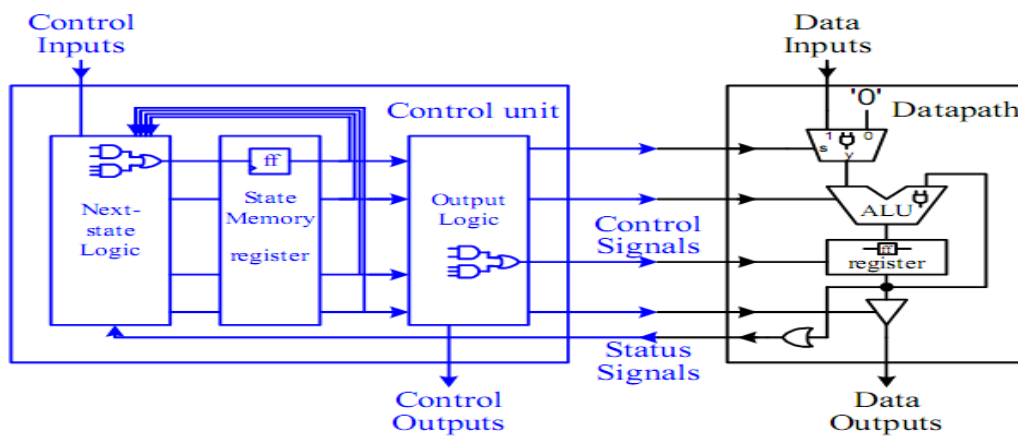 Control
Inputs
Data
Inputs
Control unit
'0'
Datapath
1
0
s
y
ff
Next-
state
Logic
State
Memory
register
Output
Logic
ALU
Control
Signals
ff
register
Status
Signals
Control
Outputs
Data
Outputs